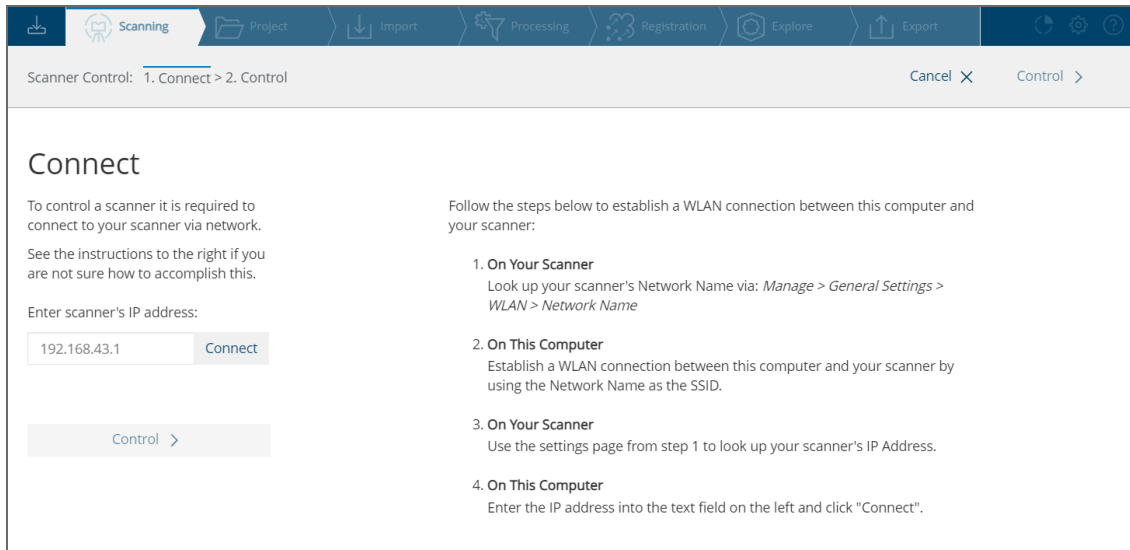 Scanning
Project
Import
Processing
Registration
Explore
Export
Scanner Control: 1. Connect > 2. Control
Cancel
Control >
Connect
To control a scanner it is required to
connect to your scanner via network.
See the instructions to the right if you
are not sure how to accomplish this.
Enter scanner's IP address:
192.168.43.1
Connect
Control >
Follow the steps below to establish a WLAN connection between this computer and
your scanner:
1. On Your Scanner
Look up your scanner's Network Name via: Manage > General Settings >
WLAN > Network Name
2. On This Computer
Establish a WLAN connection between this computer and your scanner by
using the Network Name as the SSID.
3. On Your Scanner
Use the settings page from step 1 to look up your scanner's IP Address.
4. On This Computer
Enter the IP address into the text field on the left and click "Connect".